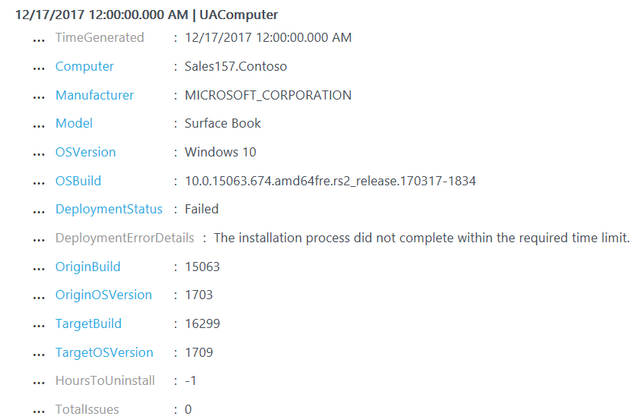 12/17/2017 12:00:00.000 AM | UAComputer
... TimeGenerated : 12/17/2017 12:00:00.000 AM
... Computer : Sales157.Contoso
... Manufacturer : MICROSOFT_CORPORATION
... Model : Surface Book
... OSVersion : Windows 10
... OSBuild : 10.0.15063.674.amd64fre.rs2_release.170317-1834
... DeploymentStatus : Failed
... DeploymentErrorDetails : The installation process did not complete within the required time limit.
... OriginBuild : 15063
... OriginOSVersion : 1703
... TargetBuild : 16299
... TargetOSVersion : 1709
... HoursToUninstall : -1
... TotalIssues : 0